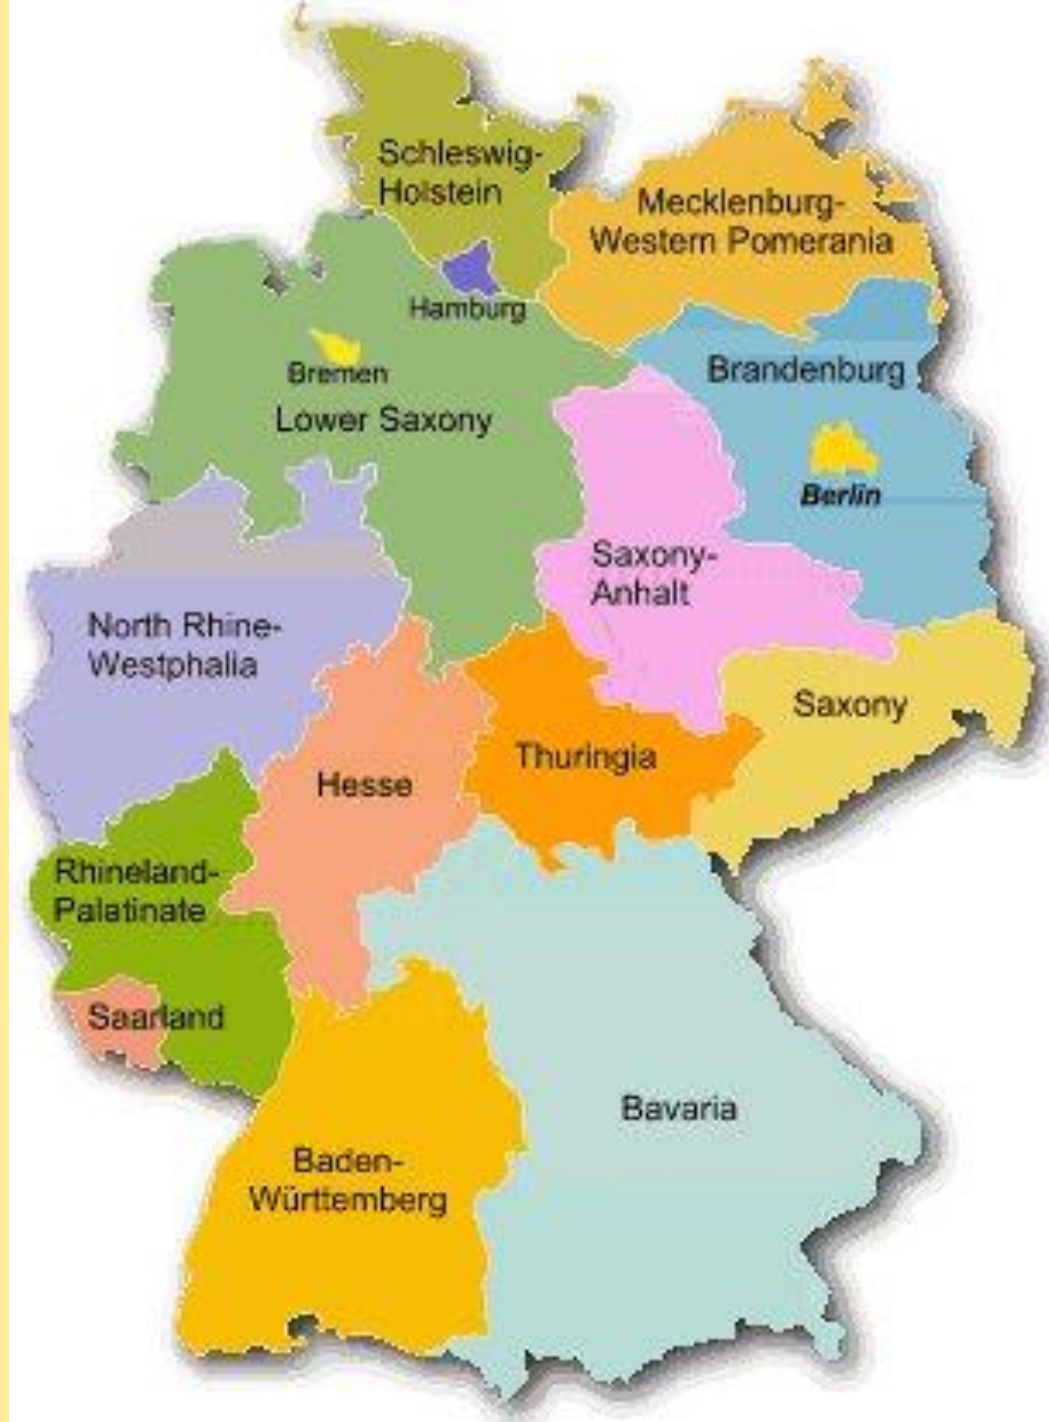 Schleswig-
Holstein
Mecklenburg-
Western Pomerania
Hamburg
Bremen
Lower Saxony
Brandenburg
Berlin
Saxony-
Anhalt
North Rhine-
Westphalia
Saxony
Thuringia
Hesse
Rhineland-
Palatinate
Saarland
Bavaria
Baden-
Württemberg